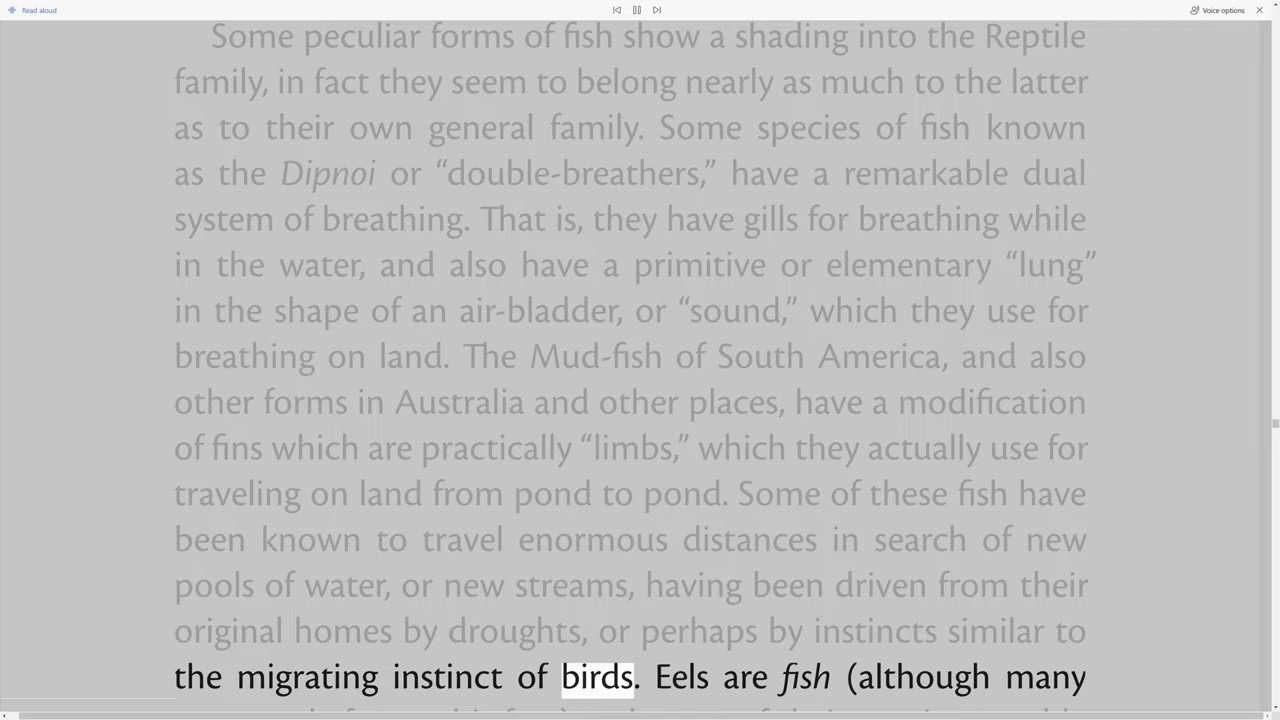 Read aloud
Voice options
Some peculiar forms of fish show a shading into the Reptile
family, in fact they seem to belong nearly as much to the latter
as to their own general family. Some species of fish known
as the Dipnoi or “double-breathers,” have a remarkable dual
system of breathing. That is, they have gills for breathing while
in the water, and also have a primitive or elementary “lung”
in the shape of an air-bladder, or “sound,” which they use for
breathing on land. The Mud-fish of South America, and also
other forms in Australia and other places, have a modification
of fins which are practically “limbs,” which they actually use for
traveling on land from pond to pond. Some of these fish have
been known to travel enormous distances in search of new
pools of water, or new streams, having been driven from their
original homes by droughts, or perhaps by instincts similar to
the migrating instinct of birds. Eels are fish (although many